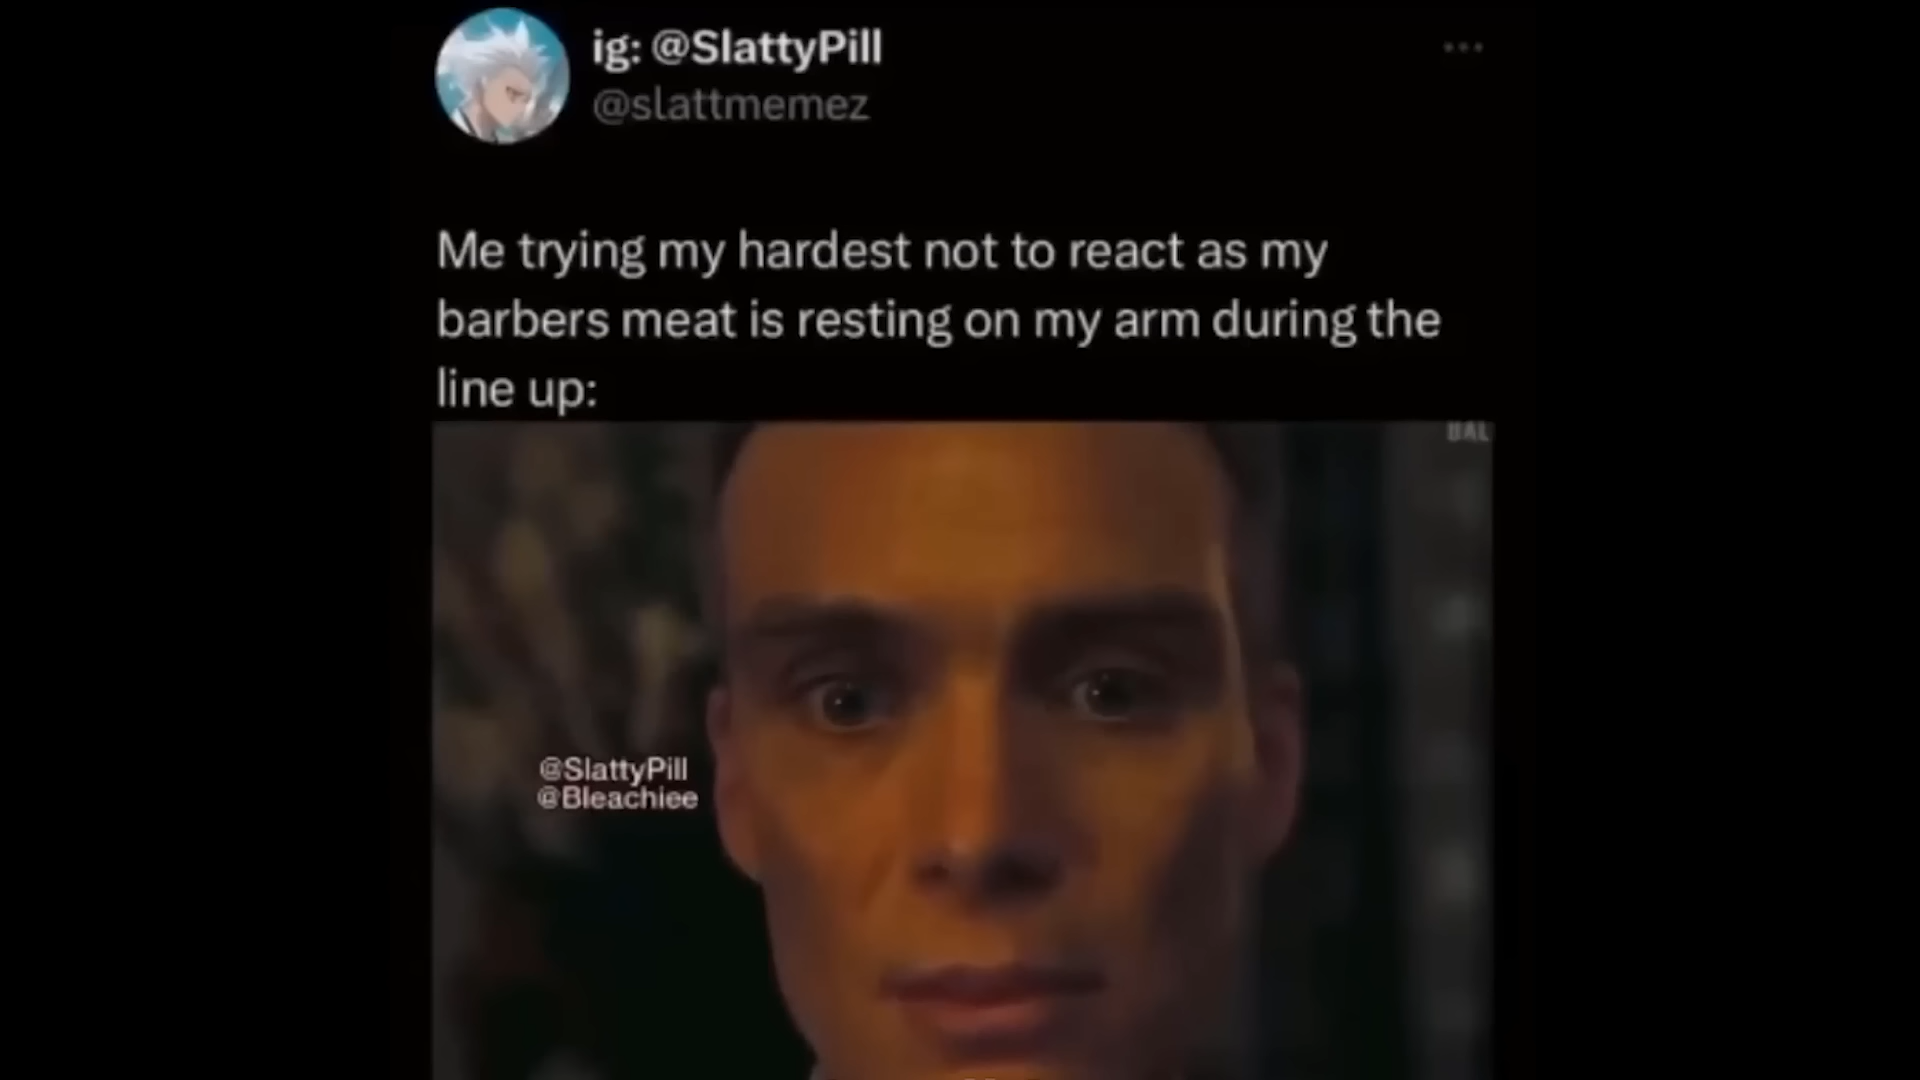 ig: @SlattyPill
@slattmemez
Me trying my hardest not to react as my
barbers meat is resting on my arm during the
line up:
BAL
@SlattyPill
@Bleachiee